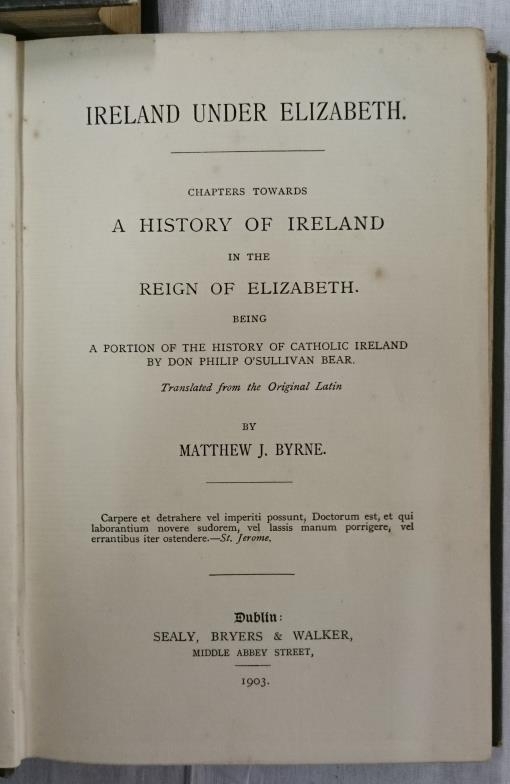 IRELAND UNDER ELIZABETH.
CHAPTERS TOWARDS
A HISTORY OF IRELAND
IN THE
REIGN OF ELIZABETH.
BEING
A PORTION OF THE HISTORY OF CATHOLIC IRELAND
BY DON PHILIP O'SULLIVAN BEAR.
Translated from the Original Latin
BY
MATTHEW J. BYRNE.
Carpere et detrahere vel imperiti possunt, Doctorum est, et qui
laborantium novere sudorem, vel lassis manum porrigere, vel
errantibus iter ostendere.—St. Jerome.
Dublin:
SEALY, BRYERS & WALKER,
MIDDLE ABBEY STREET,
1903.